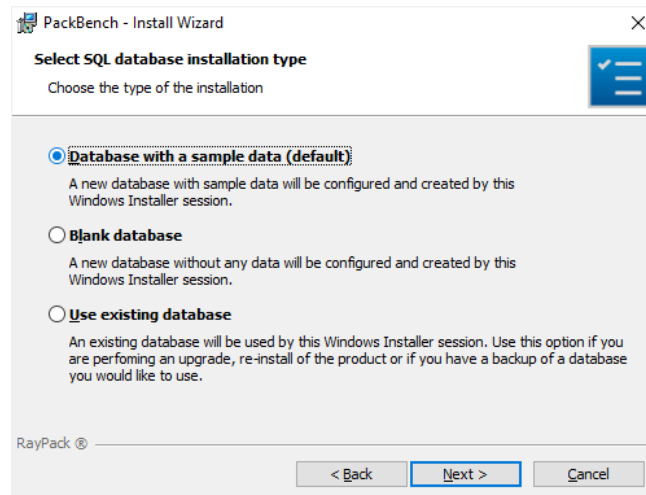 PackBench - Install Wizard
Select SQL database installation type
Choose the type of the installation
Database with a sample data (default)
A new database with sample data will be configured and created by this
Windows Installer session.
Blank database
A new database without any data will be configured and created by this
Windows Installer session.
Use existing database
An existing database will be used by this Windows Installer session. Use this option if you
are perfoming an upgrade, re-install of the product or if you have a backup of a database
you would like to use.
RayPack ®
< Back Next > Cancel